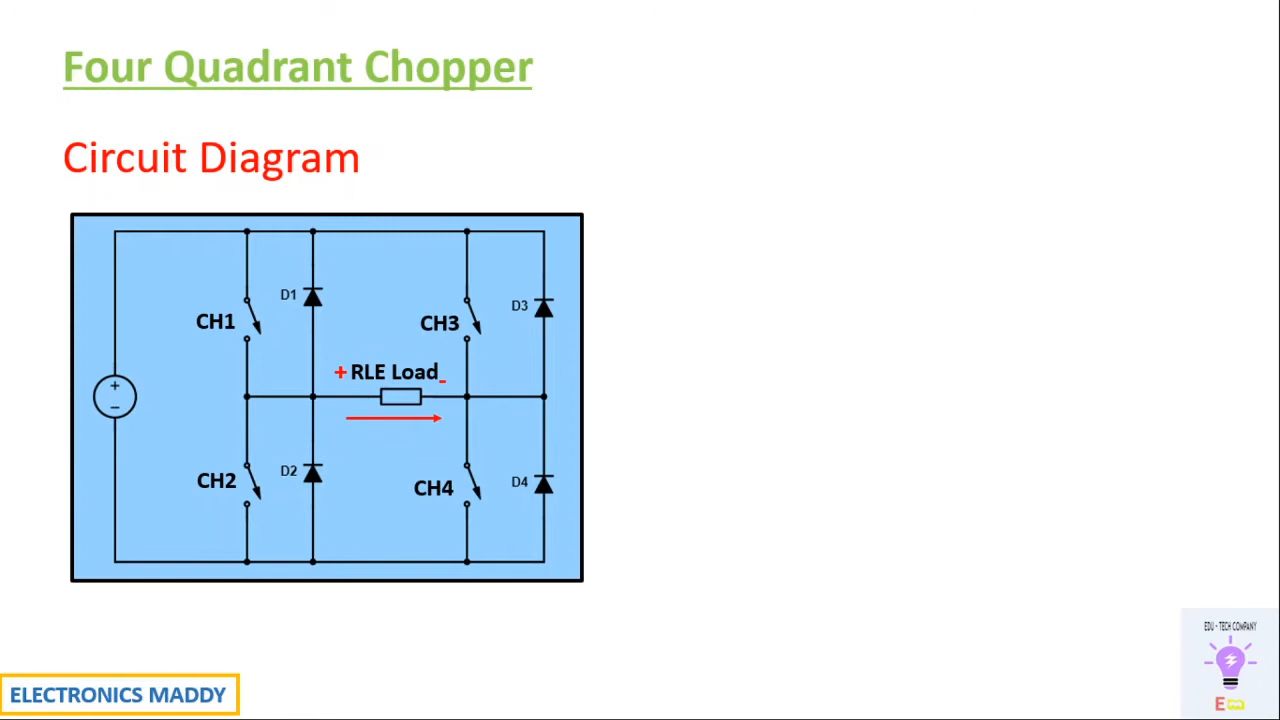 Four Quadrant Chopper
Circuit Diagram
D1
D3
CH1
CH3
+ RLE Load -
+
−
D2
D4
CH2
CH4
EDU - TECH COMPANY
Em
ELECTRONICS MADDY